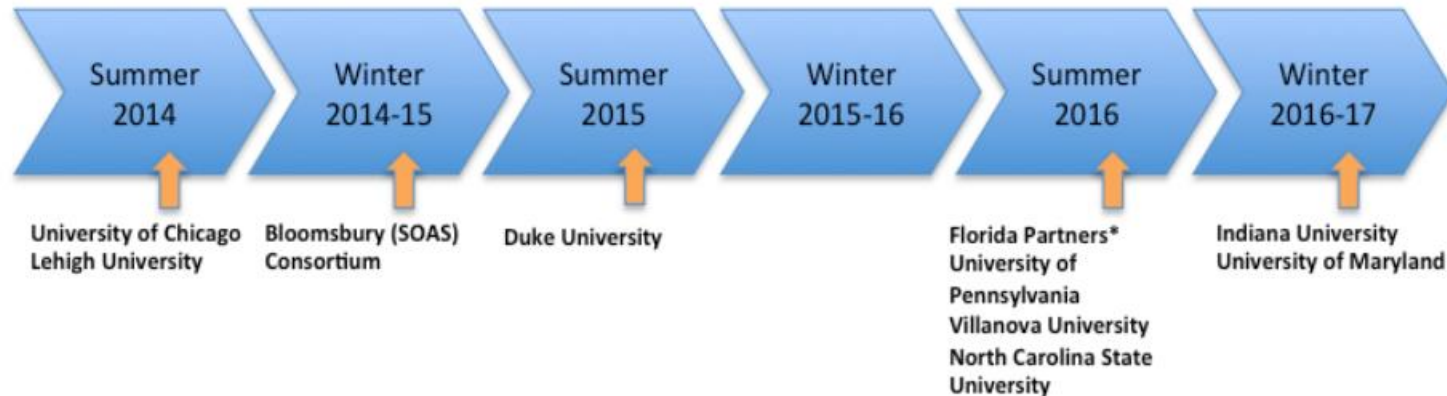 Summer
2014
Winter
2014-15
Summer
2015
Winter
2015-16
Summer
2016
Winter
2016-17
University of Chicago
Lehigh University
Bloomsbury (SOAS)
Consortium
Duke University
Florida Partners*
University of
Pennsylvania
Villanova University
North Carolina State
University
Indiana University
University of Maryland